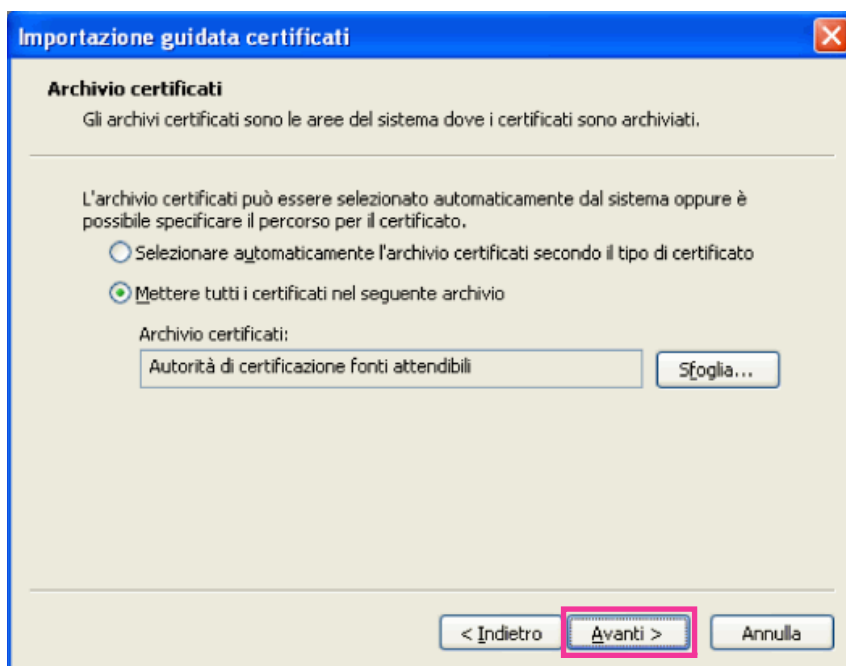 Importazione guidata certificati
Archivio certificati
Gli archivi certificati sono le aree del sistema dove i certificati sono archiviati.
L'archivio certificati può essere selezionato automaticamente dal sistema oppure è
possibile specificare il percorso per il certificato.
Selezionare automaticamente l'archivio certificati secondo il tipo di certificato
Mettere tutti i certificati nel seguente archivio
Archivio certificati:
Autorità di certificazione fonti attendibili
Sfoglia...
< Indietro
Avanti >
Annulla